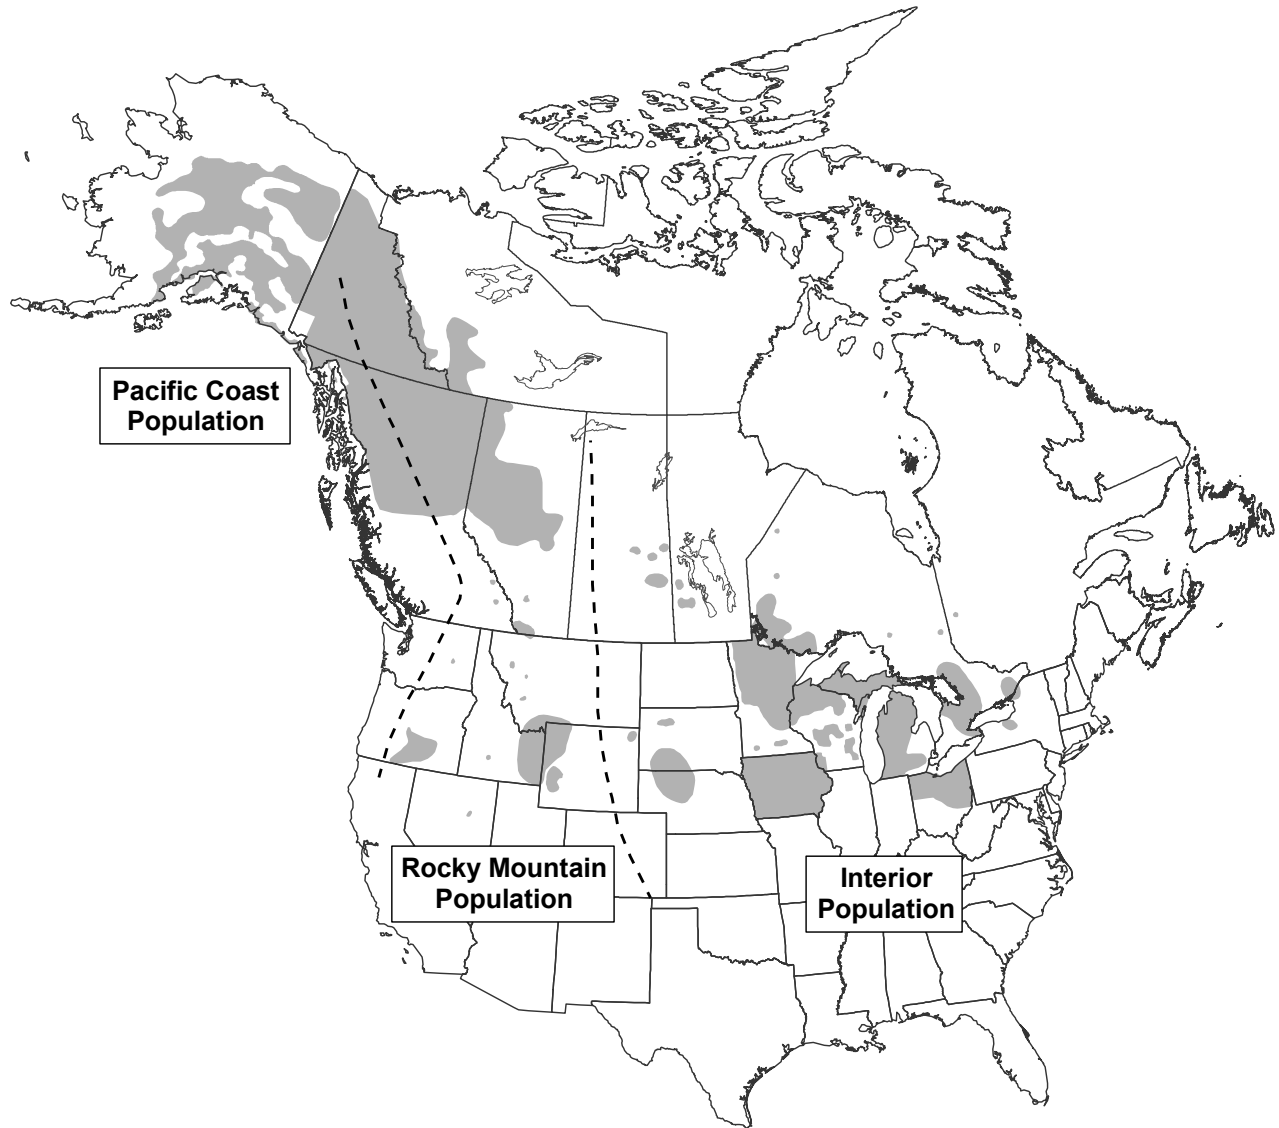 Pacific Coast
Population
Rocky Mountain
Population
Interior
Population